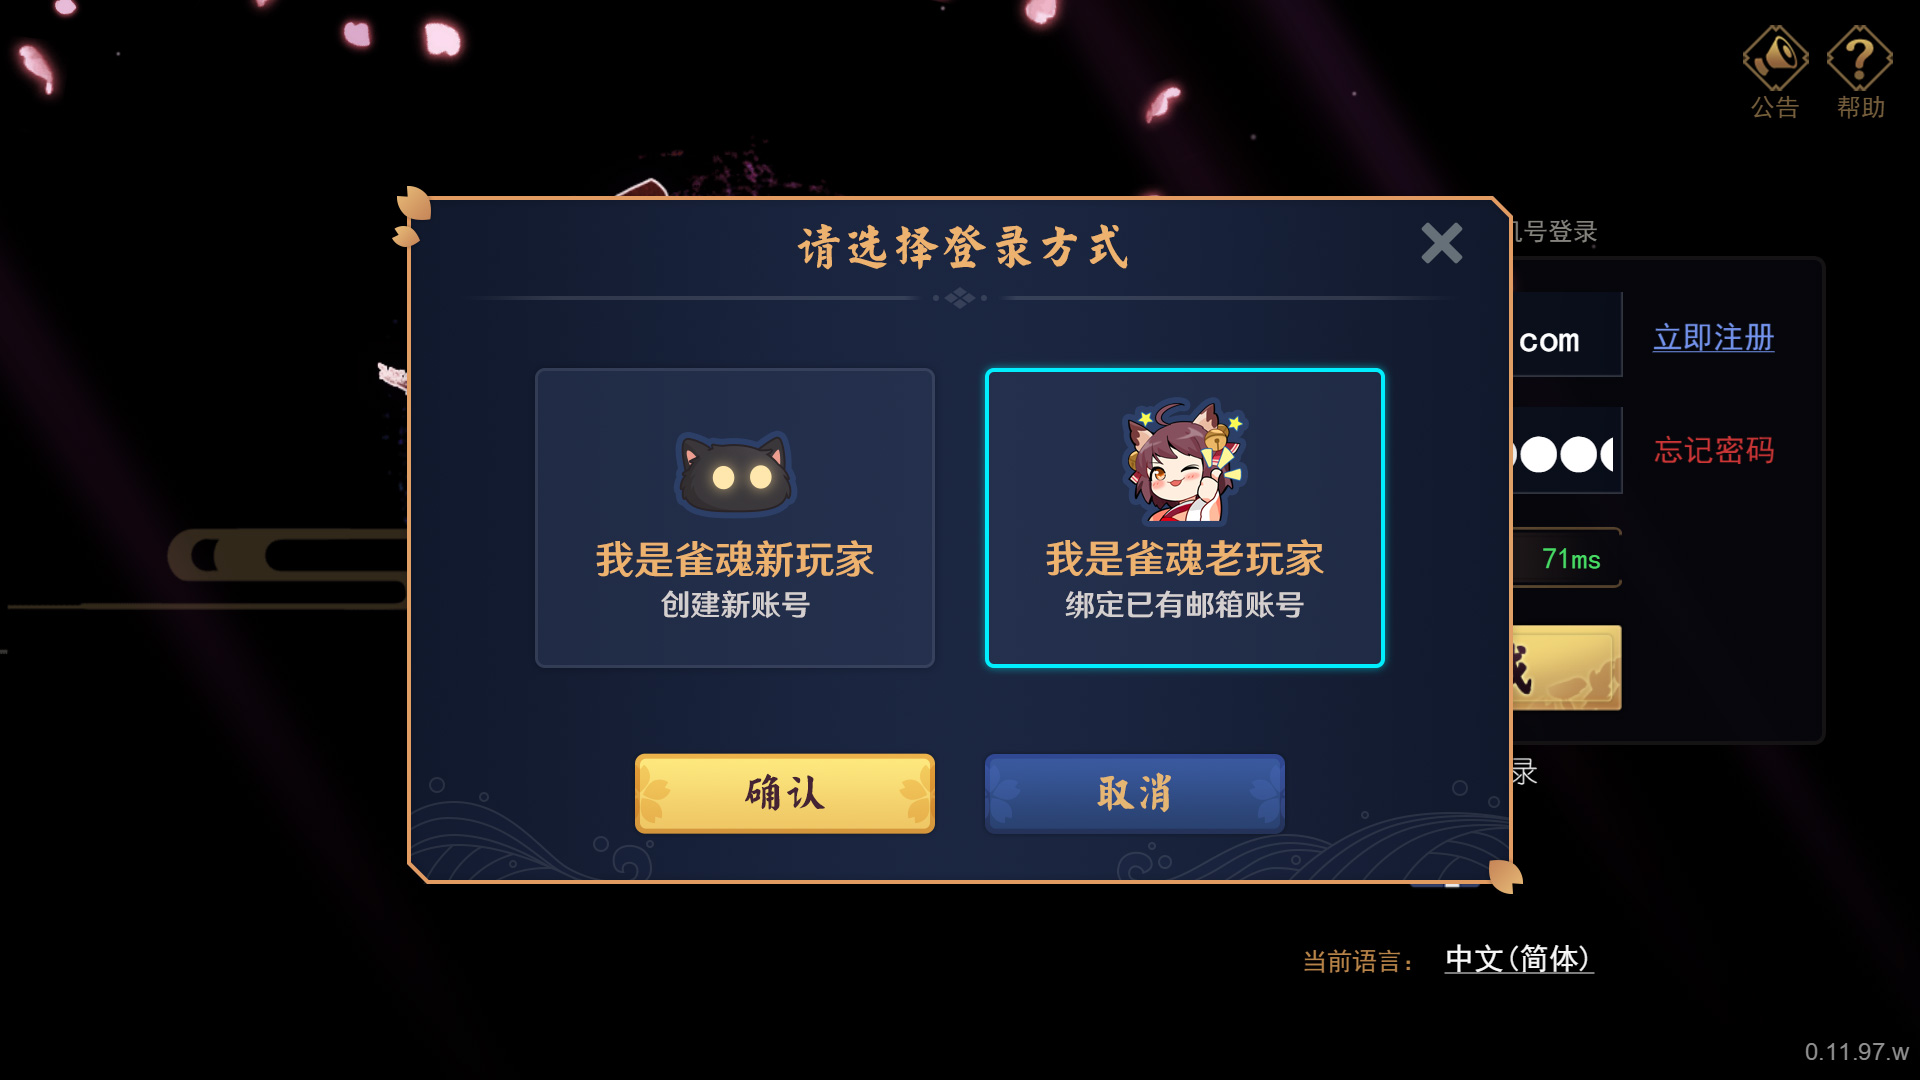 公告
帮助
请选择登录方式
号登录
com
立即注册
我是雀魂新玩家
创建新账号
我是雀魂老玩家
绑定已有邮箱账号
忘记密码
71ms
确认
取消
录
当前语言：
中文(简体)
0.11.97.w